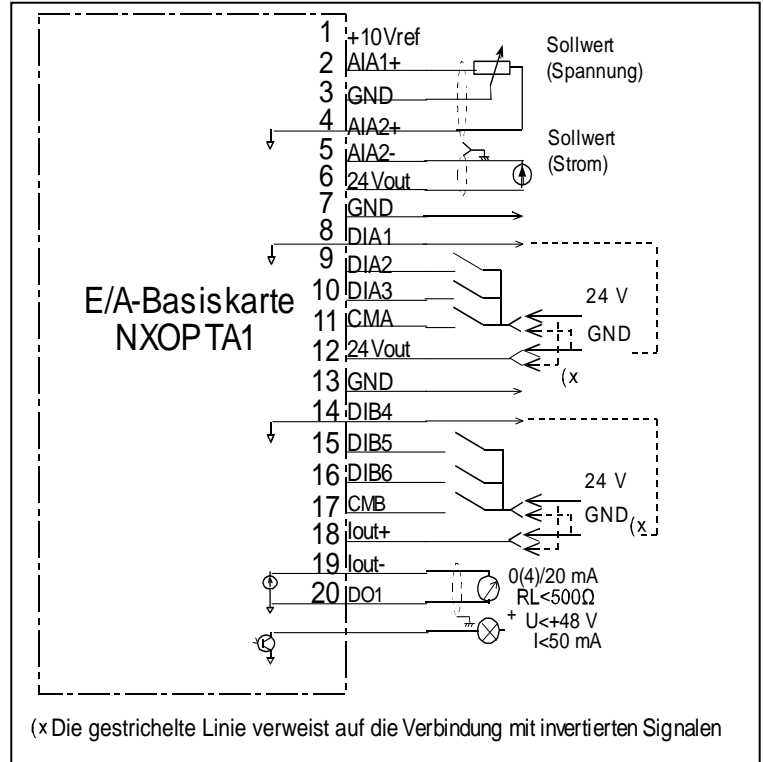 1 +10Vref
2 AIA1+
3 GND
4 AIA2+
5 AIA2-
6 24Vout
7 GND
8 DIA1
9 DIA2
10 DIA3
11 CMA
12 24Vout
13 GND
14 DIB4
15 DIB5
16 DIB6
17 CMB
18 Iout+
19 Iout-
20 DO1
E/A-Basiskarte
NXOPTA1
Sollwert
(Spannung)
Sollwert
(Strom)
24 V
GND
(x
24 V
GND (x
0(4)/20 mA
RL<500Ω
+ U<+48 V
I<50 mA
(x Die gestrichelte Linie verweist auf die Verbindung mit invertierten Signalen